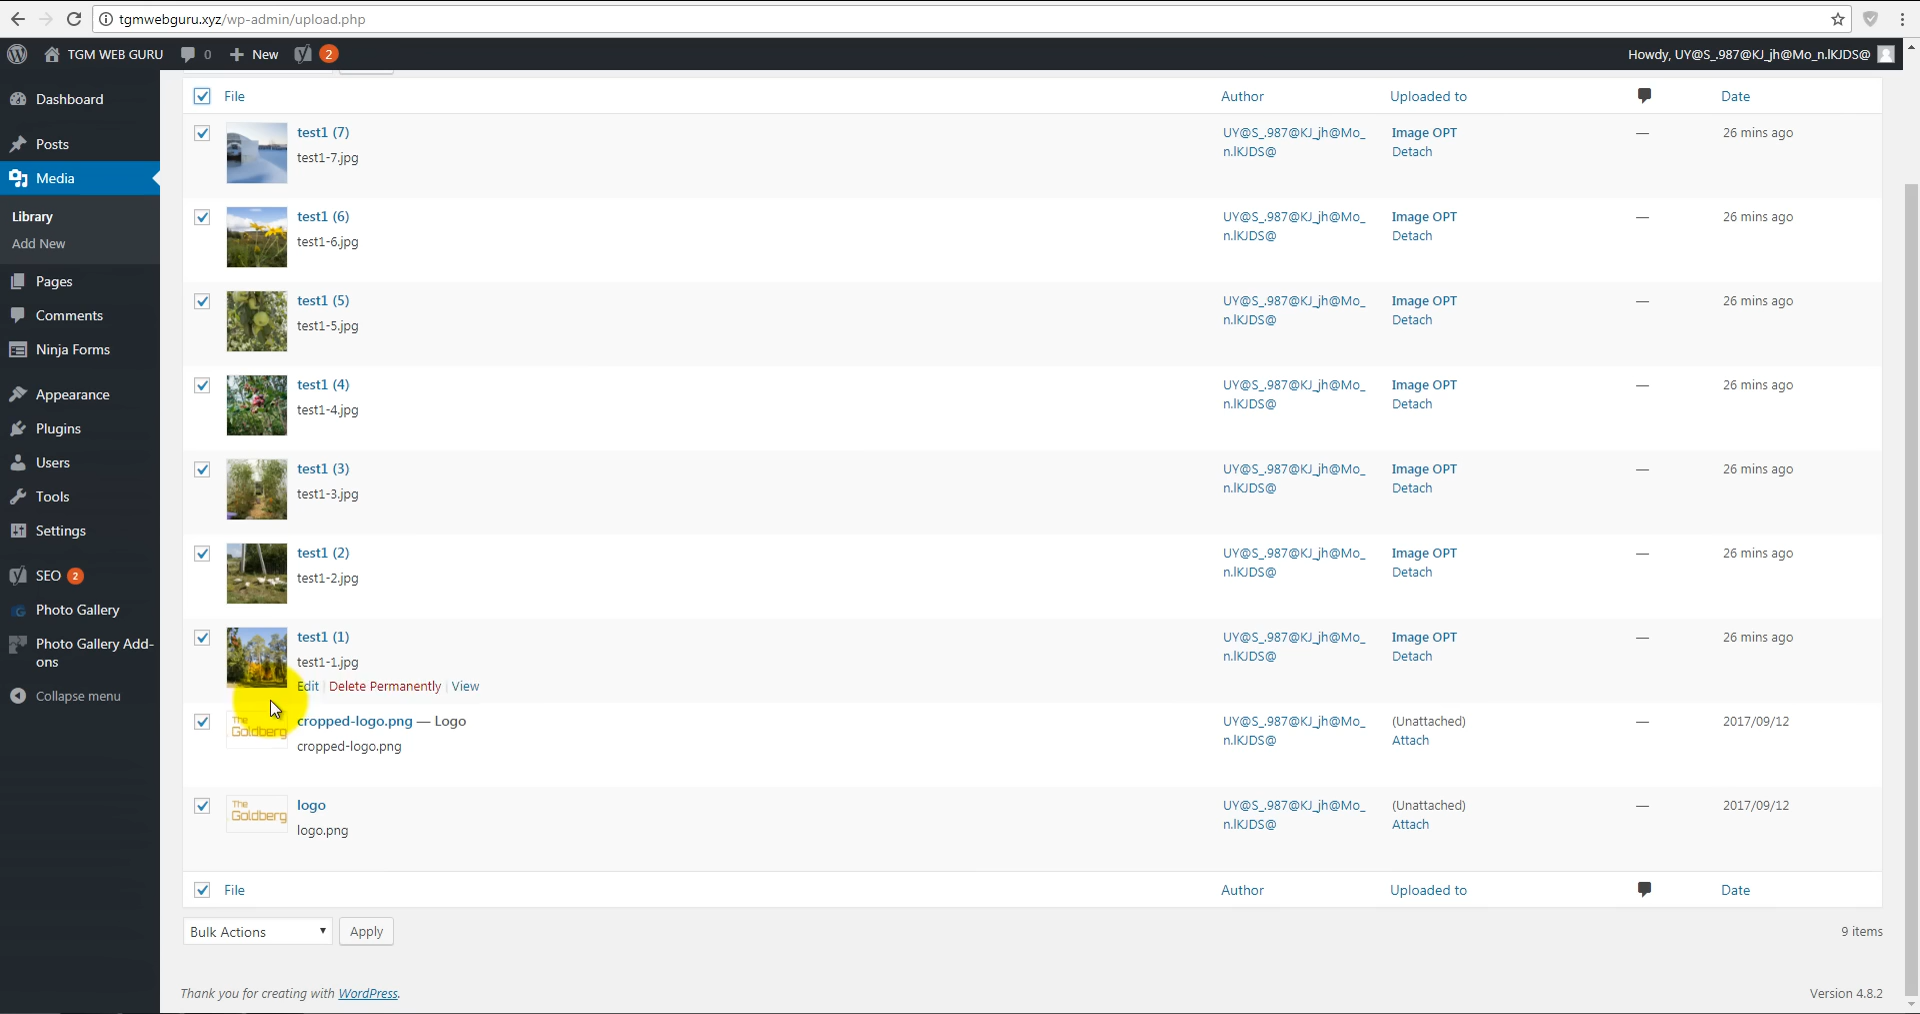 tgmwebguru.xyz/wp-admin/upload.php
TGM WEB GURU 0 New 2
Howdy, UY@S_.987@KJ_jh@Mo_n.lKJDS@
Dashboard
Posts
Media
Library
Add New
Pages
Comments
Ninja Forms
Appearance
Plugins
Users
Tools
Settings
SEO 2
Photo Gallery
Photo Gallery Add-
ons
Collapse menu
File Author Uploaded to Date
test1 (7) UY@S_.987@KJ_jh@Mo_ Image OPT — 26 mins ago
test1-7.jpg n.lKJDS@ Detach
test1 (6) UY@S_.987@KJ_jh@Mo_ Image OPT — 26 mins ago
test1-6.jpg n.lKJDS@ Detach
test1 (5) UY@S_.987@KJ_jh@Mo_ Image OPT — 26 mins ago
test1-5.jpg n.lKJDS@ Detach
test1 (4) UY@S_.987@KJ_jh@Mo_ Image OPT — 26 mins ago
test1-4.jpg n.lKJDS@ Detach
test1 (3) UY@S_.987@KJ_jh@Mo_ Image OPT — 26 mins ago
test1-3.jpg n.lKJDS@ Detach
test1 (2) UY@S_.987@KJ_jh@Mo_ Image OPT — 26 mins ago
test1-2.jpg n.lKJDS@ Detach
test1 (1) UY@S_.987@KJ_jh@Mo_ Image OPT — 26 mins ago
test1-1.jpg n.lKJDS@ Detach
Edit | Delete Permanently | View
The cropped-logo.png — Logo UY@S_.987@KJ_jh@Mo_ (Unattached) — 2017/09/12
Goldberg cropped-logo.png n.lKJDS@ Attach
The logo UY@S_.987@KJ_jh@Mo_ (Unattached) — 2017/09/12
Goldberg logo.png n.lKJDS@ Attach
File Author Uploaded to Date
Bulk Actions Apply 9 items
Thank you for creating with WordPress. Version 4.8.2